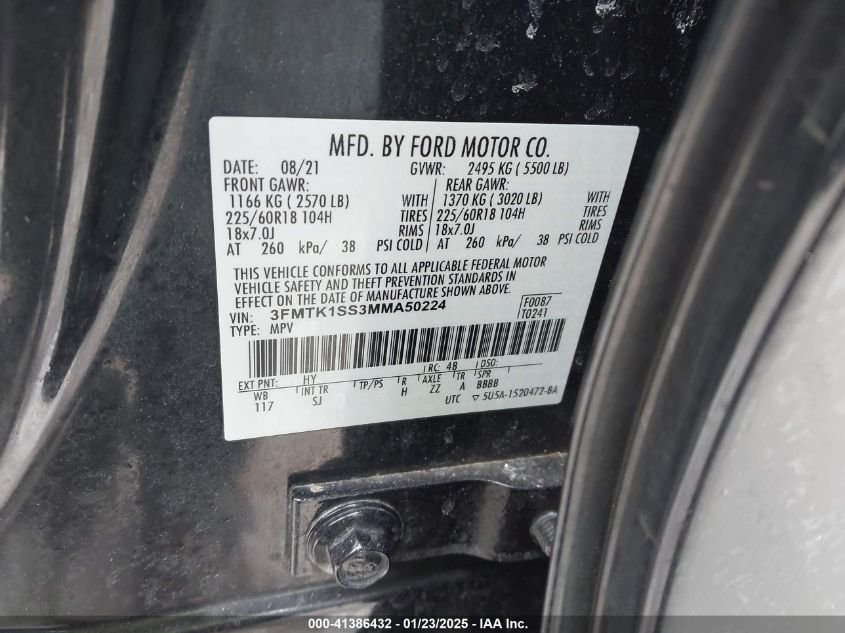 MFD. BY FORD MOTOR CO.
DATE: 08/21 GVWR: 2495 KG ( 5500 LB)
FRONT GAWR: REAR GAWR:
1166 KG ( 2570 LB) WITH 1370 KG ( 3020 LB) WITH
225/60R18 104H TIRES 225/60R18 104H TIRES
18x7.0J RIMS 18x7.0J RIMS
AT 260 kPa/ 38 PSI COLD AT 260 kPa/ 38 PSI COLD
THIS VEHICLE CONFORMS TO ALL APPLICABLE FEDERAL MOTOR
VEHICLE SAFETY AND THEFT PREVENTION STANDARDS IN
EFFECT ON THE DATE OF MANUFACTURE SHOWN ABOVE.
VIN: 3FMTK1SS3MMA50224 F0087
TYPE: MPV T0241
EXT PNT: HY RC: 48 DSO:
WB INT TR TP/PS R AXLE TR SPR
117 SJ H ZZ A BBBB
UTC ▽ 5U5A-1520472-BA
000-41386432 - 01/23/2025 - IAA Inc.